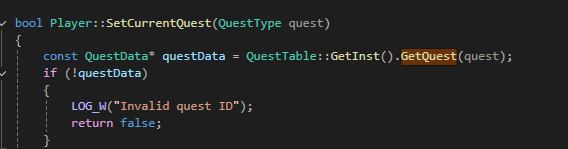 bool Player::SetCurrentQuest(QuestType quest)
{
const QuestData* questData = QuestTable::GetInst().GetQuest(quest);
if (!questData)
{
LOG_W("Invalid quest ID");
return false;
}